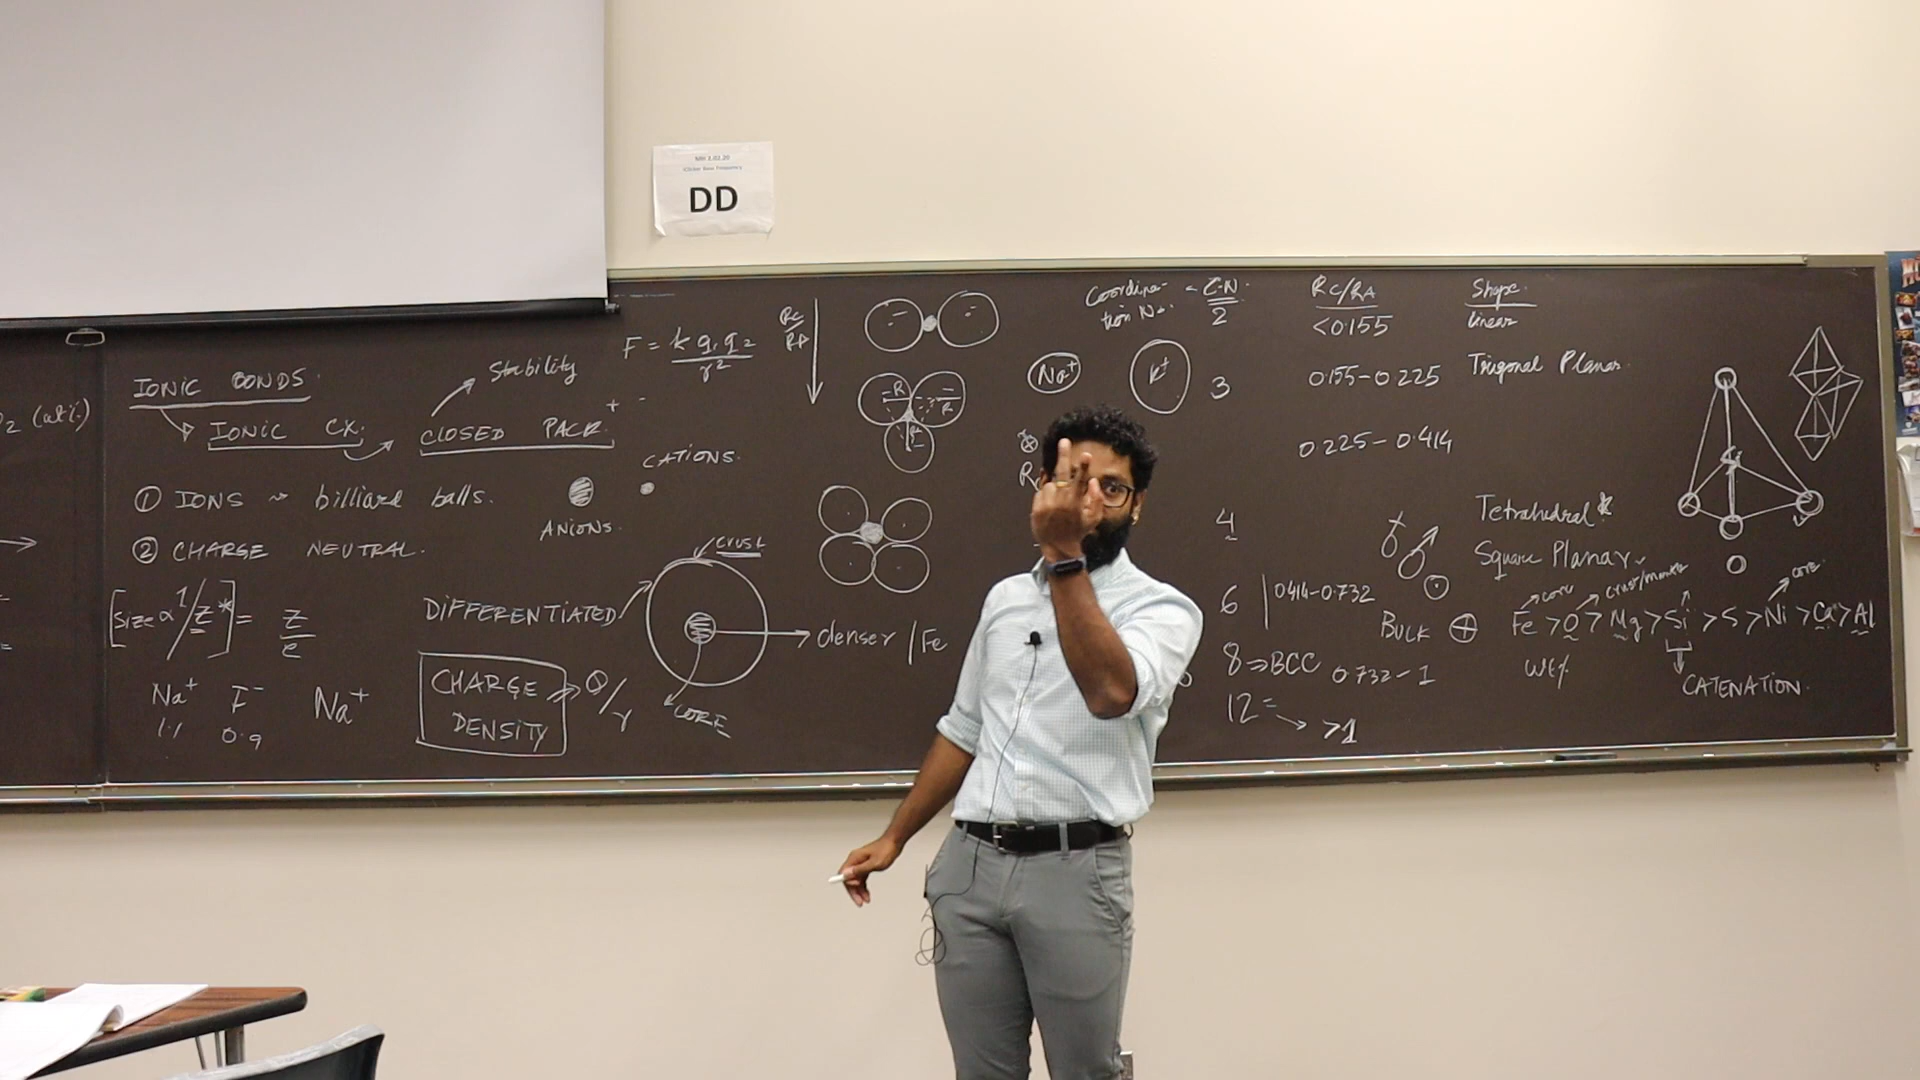 DD
IONIC BONDS.
IONIC CX.
CLOSED PACK.
Stability
+ -
① IONS ~ billiard balls.
② CHARGE NEUTRAL.
ANIONS.
CATIONS.
[size α 1/Z*] = Z/e
Na+ F- Na+
1.1 0.9
F = k q1 q2 / r²
DIFFERENTIATED
CRUST
denser / Fe
CORE
CHARGE DENSITY
Rc/RA
- -
R
Na+ K+
Coordination No. = C.N. Rc/RA Shape
2 <0.155 linear
3 0.155-0.225 Trigonal Planar.
0.225-0.414
4 Tetrahedral
Square Planar
6 0.414-0.732
8 ⇒ BCC 0.732-1
12 = → >1
BULK ⊕ Fe > O > Mg > Si > S > Ni > Ca > Al
core crust/mantle core
wt%
CATENATION.
Si